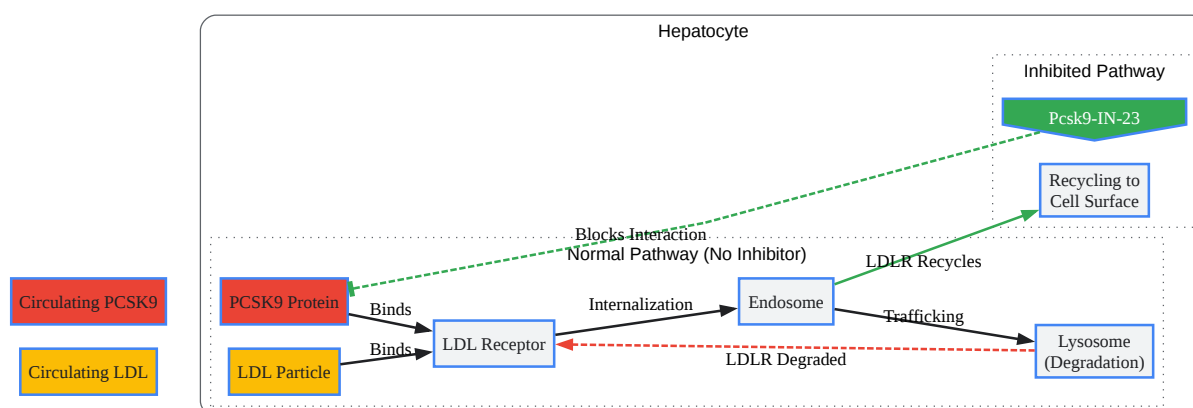 Hepatocyte
Inhibited Pathway
Pcsk9-IN-23
Recycling to
Cell Surface
Blocks Interaction
Normal Pathway (No Inhibitor)
LDLR Recycles
Circulating PCSK9
PCSK9 Protein
Binds
Internalization
Endosome
Trafficking
Circulating LDL
LDL Particle
Binds
LDL Receptor
LDLR Degraded
Lysosome
(Degradation)